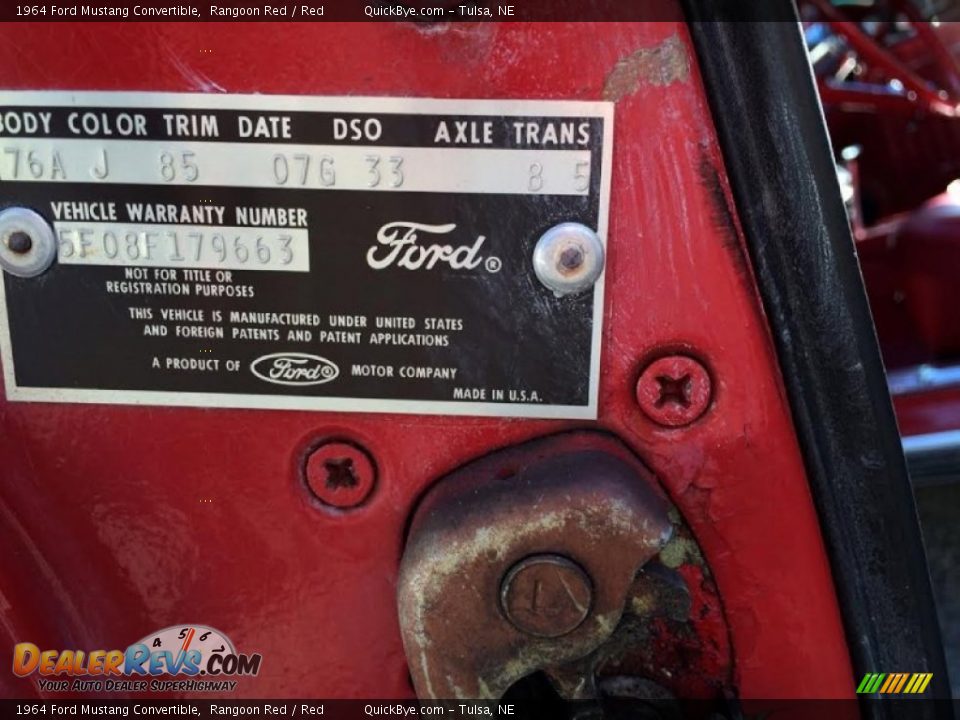 1964 Ford Mustang Convertible, Rangoon Red / Red QuickBye.com - Tulsa, NE
BODY COLOR TRIM DATE DSO AXLE TRANS
76A J 85 07G 33 8 5
VEHICLE WARRANTY NUMBER
5F08F179663
Ford®
NOT FOR TITLE OR
REGISTRATION PURPOSES
THIS VEHICLE IS MANUFACTURED UNDER UNITED STATES
AND FOREIGN PATENTS AND PATENT APPLICATIONS
A PRODUCT OF Ford® MOTOR COMPANY
MADE IN U.S.A.
4 5 6
DEALERREVS.COM
YOUR AUTO DEALER SUPERHIGHWAY
1964 Ford Mustang Convertible, Rangoon Red / Red QuickBye.com - Tulsa, NE